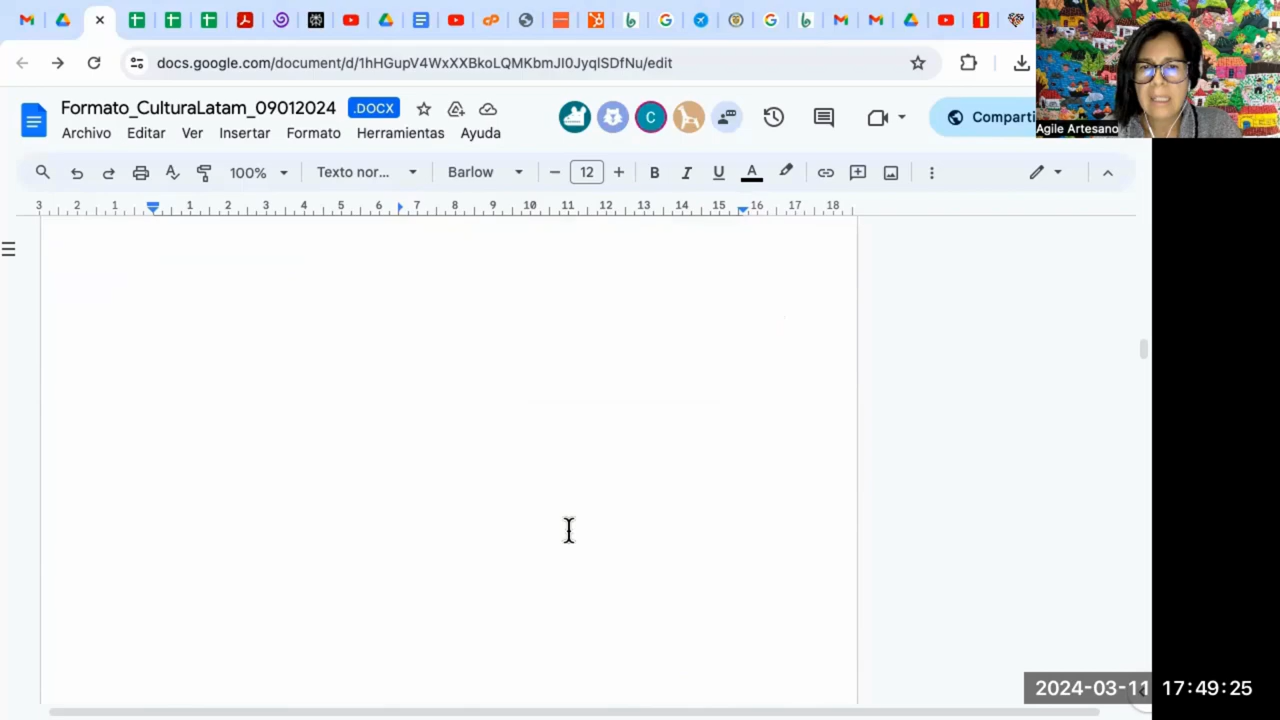 docs.google.com/document/d/1hHGupV4WxXXBkoLQMKbmJI0JyqlSDfNu/edit
Formato_CulturaLatam_09012024 .DOCX
Archivo Editar Ver Insertar Formato Herramientas Ayuda
C
Comparti
Agile Artesano
100% Texto nor... Barlow − 12 + B I U A
3 2 1 1 2 3 4 5 6 7 8 9 10 11 12 13 14 15 16 17 18
2024-03-11 17:49:25